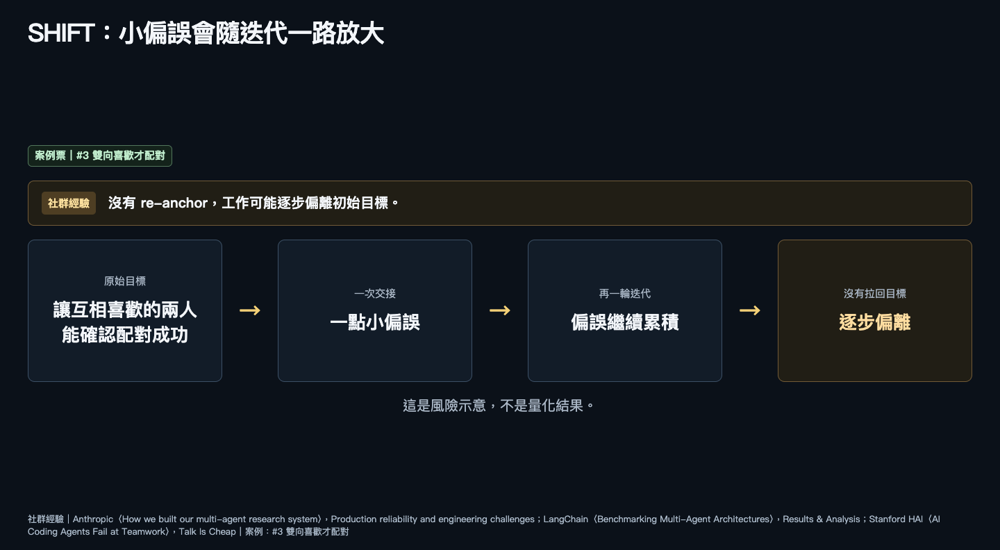 SHIFT：小偏誤會隨迭代一路放大
案例票｜#3 雙向喜歡才配對
社群經驗
沒有 re-anchor，工作可能逐步偏離初始目標。
原始目標
讓互相喜歡的兩人
能確認配對成功
→
一次交接
一點小偏誤
→
再一輪迭代
偏誤繼續累積
→
沒有拉回目標
逐步偏離
這是風險示意，不是量化結果。
社群經驗｜Anthropic〈How we built our multi-agent research system〉，Production reliability and engineering challenges；LangChain〈Benchmarking Multi-Agent Architectures〉，Results & Analysis；Stanford HAI〈AI
Coding Agents Fail at Teamwork〉，Talk Is Cheap｜案例：#3 雙向喜歡才配對